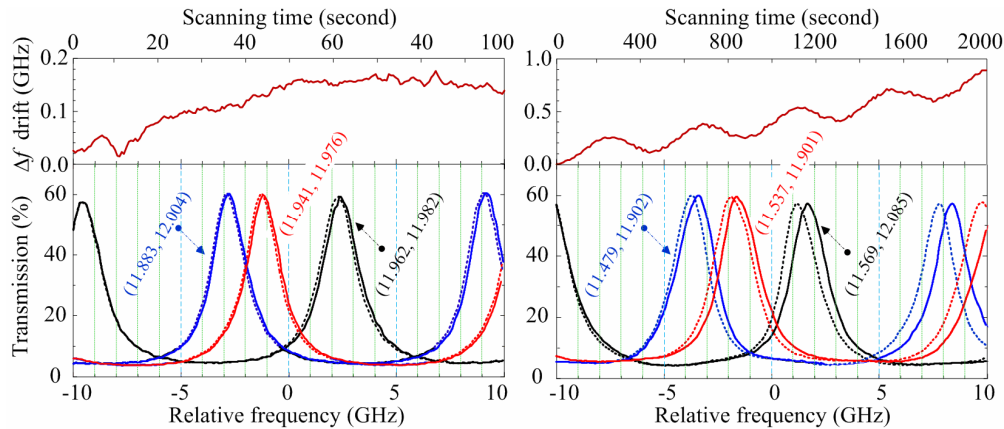 Scanning time (second)
0 20 40 60 80 100
Δf drift (GHz)
0.2
0.1
0.0
Transmission (%)
60
40
20
0
(11.883, 12.004)
(11.941, 11.976)
(11.962, 11.982)
-10 -5 0 5 10
Relative frequency (GHz)
Scanning time (second)
0 400 800 1200 1600 2000
1.0
0.5
0.0
60
40
20
0
(11.479, 11.902)
(11.537, 11.901)
(11.569, 12.085)
-10 -5 0 5 10
Relative frequency (GHz)